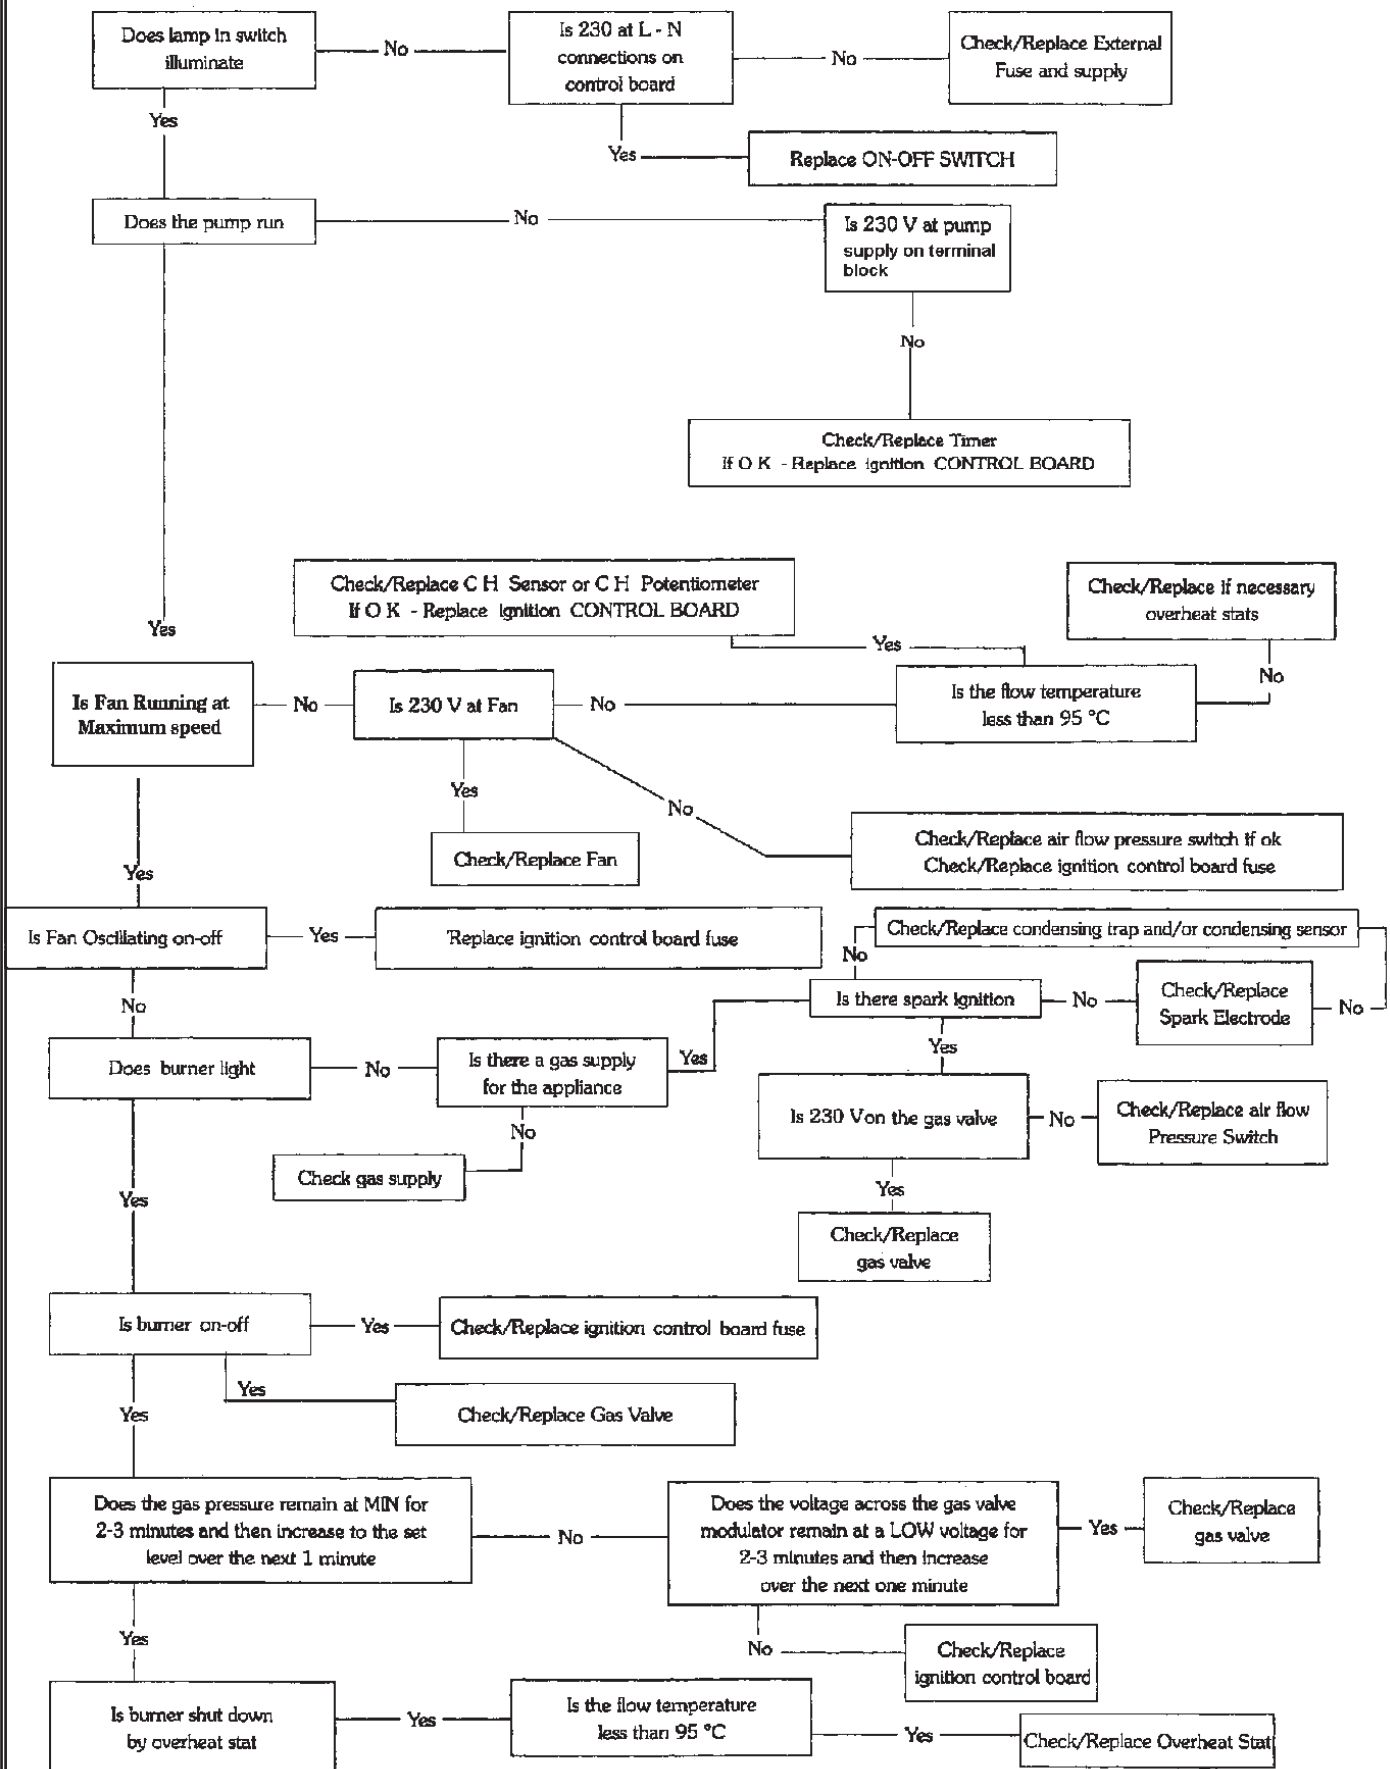 Does lamp in switch
illuminate
No
Is 230 at L - N
connections on
control board
No
Check/Replace External
Fuse and supply
Yes
Yes
Replace ON-OFF SWITCH
Does the pump run
No
Is 230 V at pump
supply on terminal
block
No
Check/Replace Timer
If O K - Replace ignition CONTROL BOARD
Check/Replace C H Sensor or C H Potentiometer
If O K - Replace ignition CONTROL BOARD
Check/Replace if necessary
overheat stats
Yes
Yes
No
Is Fan Running at
Maximum speed
No
Is 230 V at Fan
No
Is the flow temperature
less than 95 °C
Yes
No
Check/Replace Fan
Check/Replace air flow pressure switch if ok
Check/Replace ignition control board fuse
Yes
Is Fan Oscillating on-off
Yes
Replace ignition control board fuse
Check/Replace condensing trap and/or condensing sensor
No
No
Is there spark ignition
No
Check/Replace
Spark Electrode
No
Does burner light
No
Is there a gas supply
for the appliance
Yes
Yes
No
Is 230 Von the gas valve
No
Check/Replace air flow
Pressure Switch
Check gas supply
Yes
Yes
Check/Replace
gas valve
Is burner on-off
Yes
Check/Replace ignition control board fuse
Yes
Check/Replace Gas Valve
Yes
Does the gas pressure remain at MIN for
2-3 minutes and then increase to the set
level over the next 1 minute
No
Does the voltage across the gas valve
modulator remain at a LOW voltage for
2-3 minutes and then increase
over the next one minute
Yes
Check/Replace
gas valve
Yes
No
Check/Replace
ignition control board
Is burner shut down
by overheat stat
Yes
Is the flow temperature
less than 95 °C
Yes
Check/Replace Overheat Stat